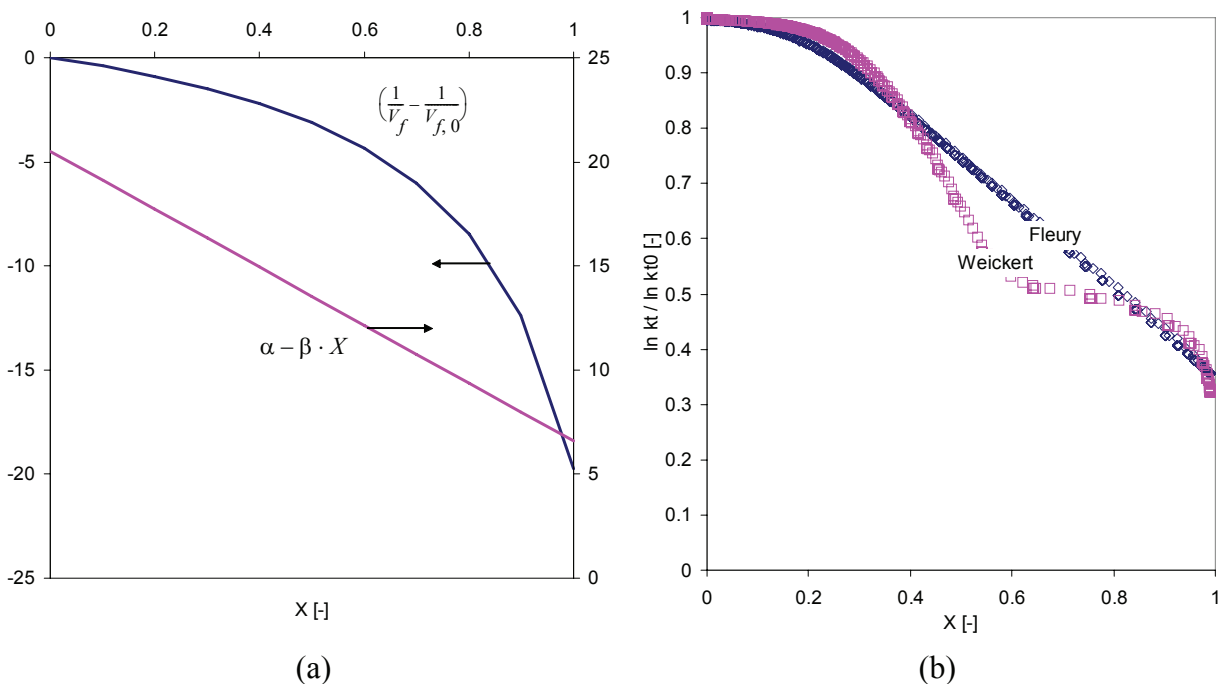 0 0.2 0.4 0.6 0.8 1
0
-5
-10
-15
-20
-25
25
20
15
10
5
0
(1/V_f − 1/V_f, 0)
α − β · X
X [-]
(a)
1
0.9
0.8
0.7
0.6
0.5
0.4
0.3
0.2
0.1
0
ln kt / ln kt0 [-]
Fleury
Weickert
0 0.2 0.4 0.6 0.8 1
X [-]
(b)